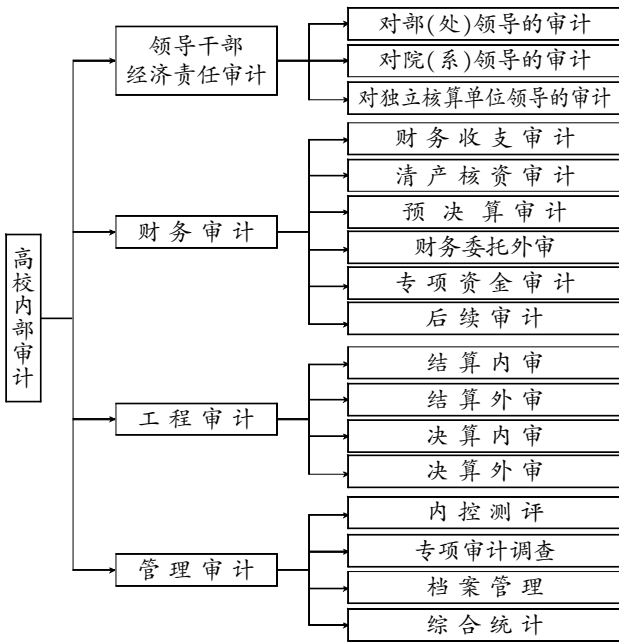 高校内部审计
领导干部
经济责任审计
对部(处)领导的审计
对院(系)领导的审计
对独立核算单位领导的审计
财务审计
财务收支审计
清产核资审计
预决算审计
财务委托外审
专项资金审计
后续审计
工程审计
结算内审
结算外审
决算内审
决算外审
管理审计
内控测评
专项审计调查
档案管理
综合统计